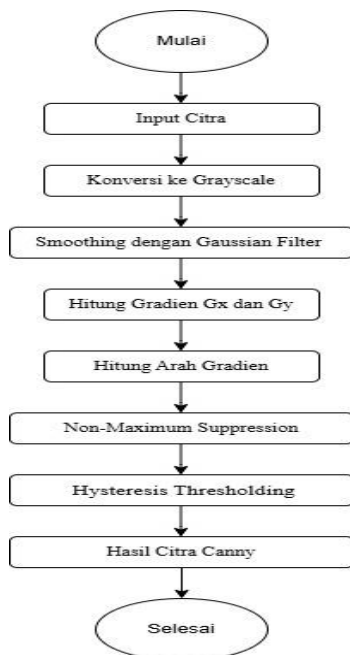 Mulai
Input Citra
Konversi ke Grayscale
Smoothing dengan Gaussian Filter
Hitung Gradien Gx dan Gy
Hitung Arah Gradien
Non-Maximum Suppression
Hysteresis Thresholding
Hasil Citra Canny
Selesai